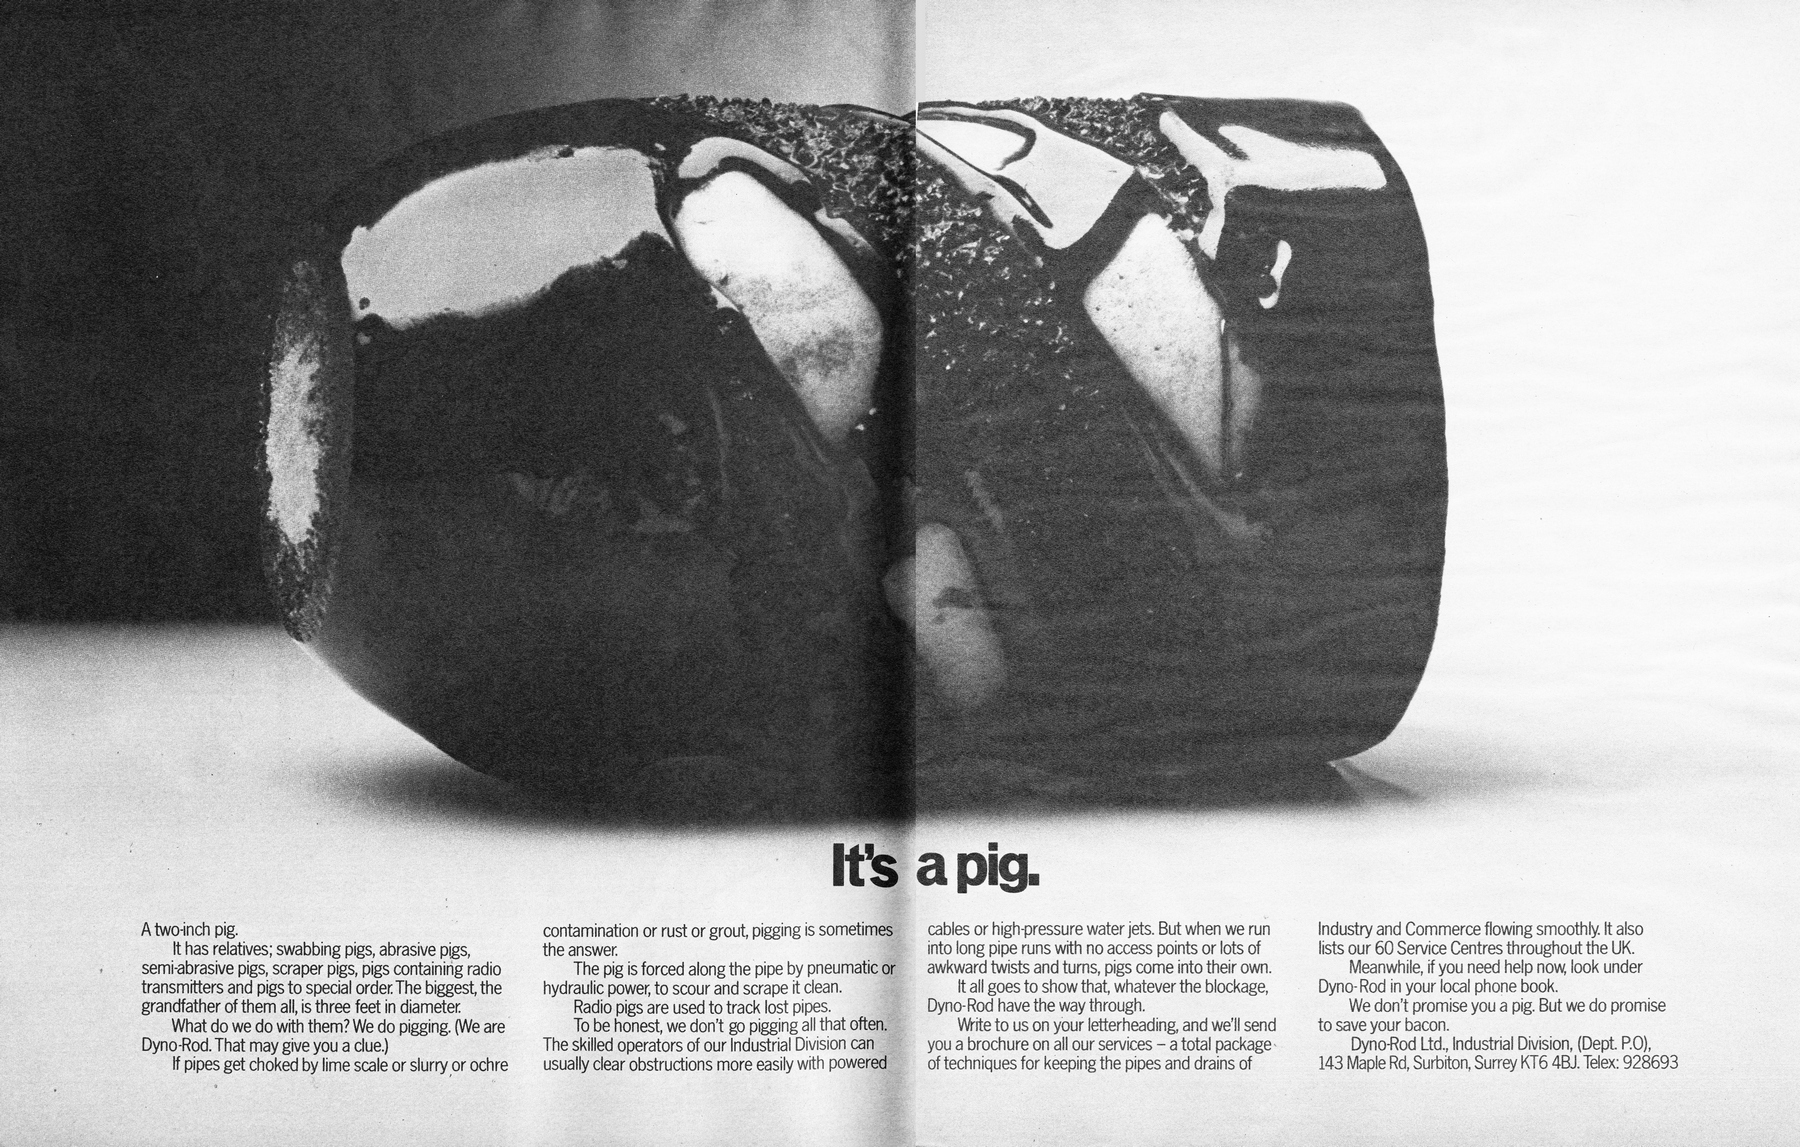 It's a pig.
A two-inch pig.
It has relatives; swabbing pigs, abrasive pigs,
semi-abrasive pigs, scraper pigs, pigs containing radio
transmitters and pigs to special order. The biggest, the
grandfather of them all, is three feet in diameter.
What do we do with them? We do pigging. (We are
Dyno-Rod. That may give you a clue.)
If pipes get choked by lime scale or slurry or ochre
contamination or rust or grout, pigging is sometimes
the answer.
The pig is forced along the pipe by pneumatic or
hydraulic power, to scour and scrape it clean.
Radio pigs are used to track lost pipes.
To be honest, we don't go pigging all that often.
The skilled operators of our Industrial Division can
usually clear obstructions more easily with powered
cables or high-pressure water jets. But when we run
into long pipe runs with no access points or lots of
awkward twists and turns, pigs come into their own.
It all goes to show that, whatever the blockage,
Dyno-Rod have the way through.
Write to us on your letterheading, and we'll send
you a brochure on all our services – a total package
of techniques for keeping the pipes and drains of
Industry and Commerce flowing smoothly. It also
lists our 60 Service Centres throughout the UK.
Meanwhile, if you need help now, look under
Dyno-Rod in your local phone book.
We don't promise you a pig. But we do promise
to save your bacon.
Dyno-Rod Ltd., Industrial Division, (Dept. P.O),
143 Maple Rd, Surbiton, Surrey KT6 4BJ. Telex: 928693